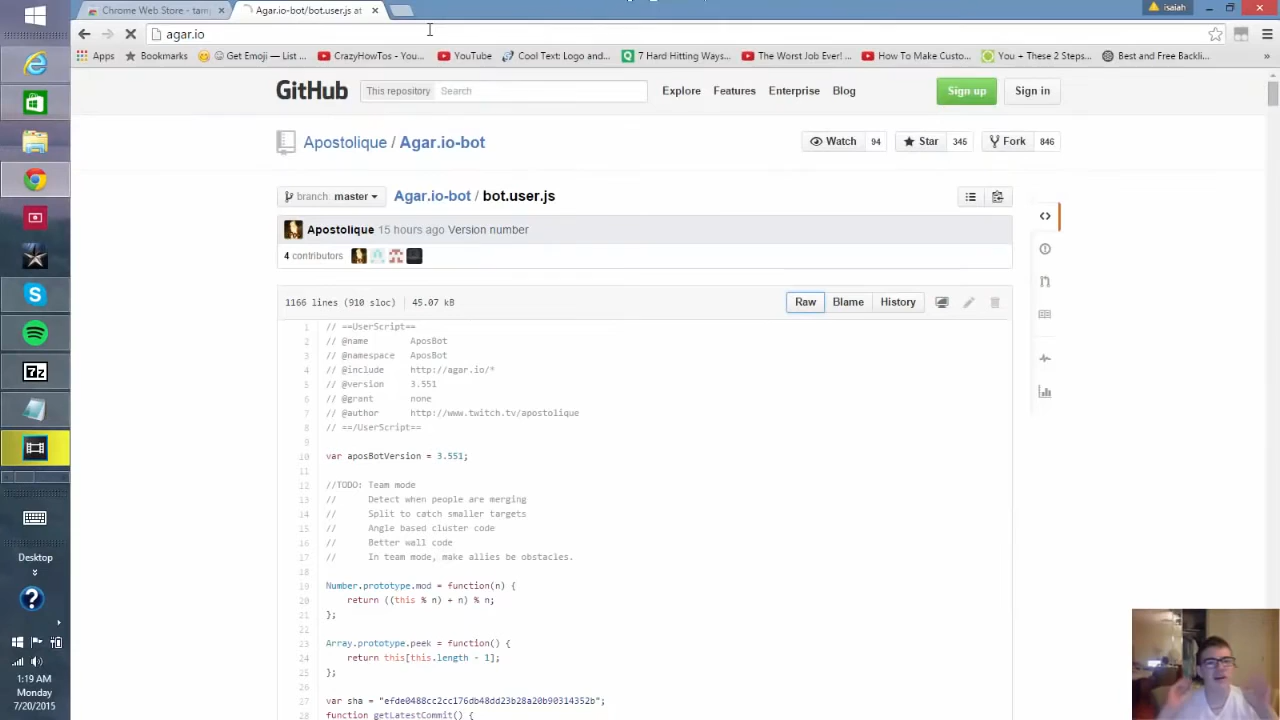 Chrome Web Store - tam
Agar.io-bot/bot.user.js at
isaiah
agar.io
Apps
Bookmarks
Get Emoji — List ...
CrazyHowTos - You...
YouTube
Cool Text: Logo and...
7 Hard Hitting Ways...
The Worst Job Ever! ...
How To Make Custo...
You + These 2 Steps...
Best and Free Backli...
»
GitHub
This repository
Search
Explore
Features
Enterprise
Blog
Sign up
Sign in
Apostolique / Agar.io-bot
Watch 94
Star 345
Fork 846
branch: master
Agar.io-bot / bot.user.js
Apostolique 15 hours ago Version number
4 contributors
1166 lines (910 sloc) 45.07 kB
Raw
Blame
History
1 // ==UserScript==
2 // @name AposBot
3 // @namespace AposBot
4 // @include http://agar.io/*
5 // @version 3.551
6 // @grant none
7 // @author http://www.twitch.tv/apostolique
8 // ==/UserScript==
9
10 var aposBotVersion = 3.551;
11
12 //TODO: Team mode
13 // Detect when people are merging
14 // Split to catch smaller targets
15 // Angle based cluster code
16 // Better wall code
17 // In team mode, make allies be obstacles.
18
19 Number.prototype.mod = function(n) {
20 return ((this % n) + n) % n;
21 };
22
23 Array.prototype.peek = function() {
24 return this[this.length - 1];
25 };
26
27 var sha = "efde0488cc2cc176db48dd23b28a20b90314352b";
28 function getLatestCommit() {
7z
Desktop
?
1:19 AM
Monday
7/20/2015